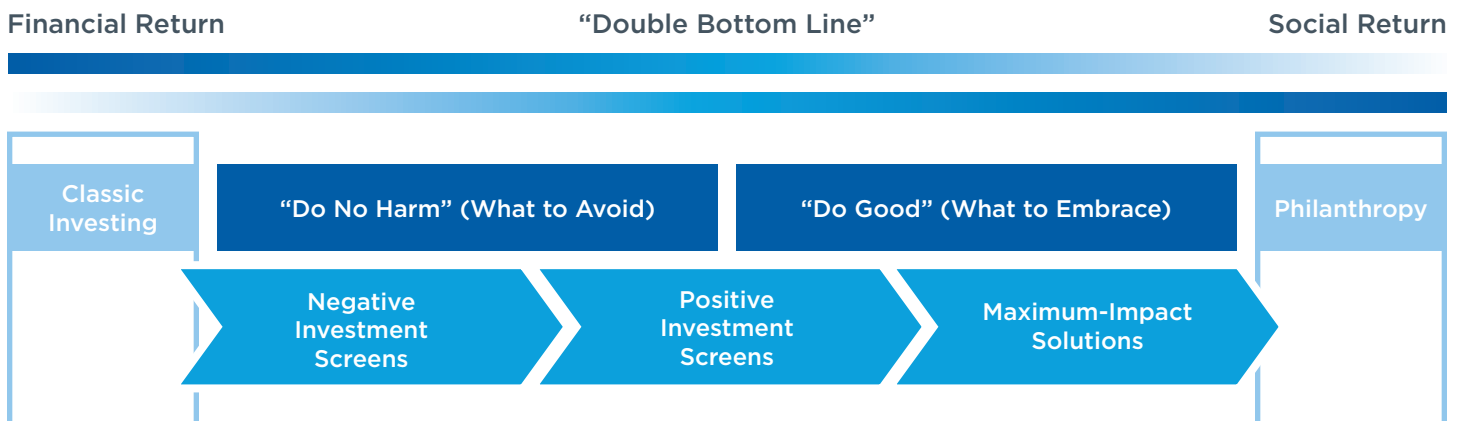 Financial Return
“Double Bottom Line”
Social Return
Classic
Investing
“Do No Harm” (What to Avoid)
“Do Good” (What to Embrace)
Philanthropy
Negative
Investment
Screens
Positive
Investment
Screens
Maximum-Impact
Solutions